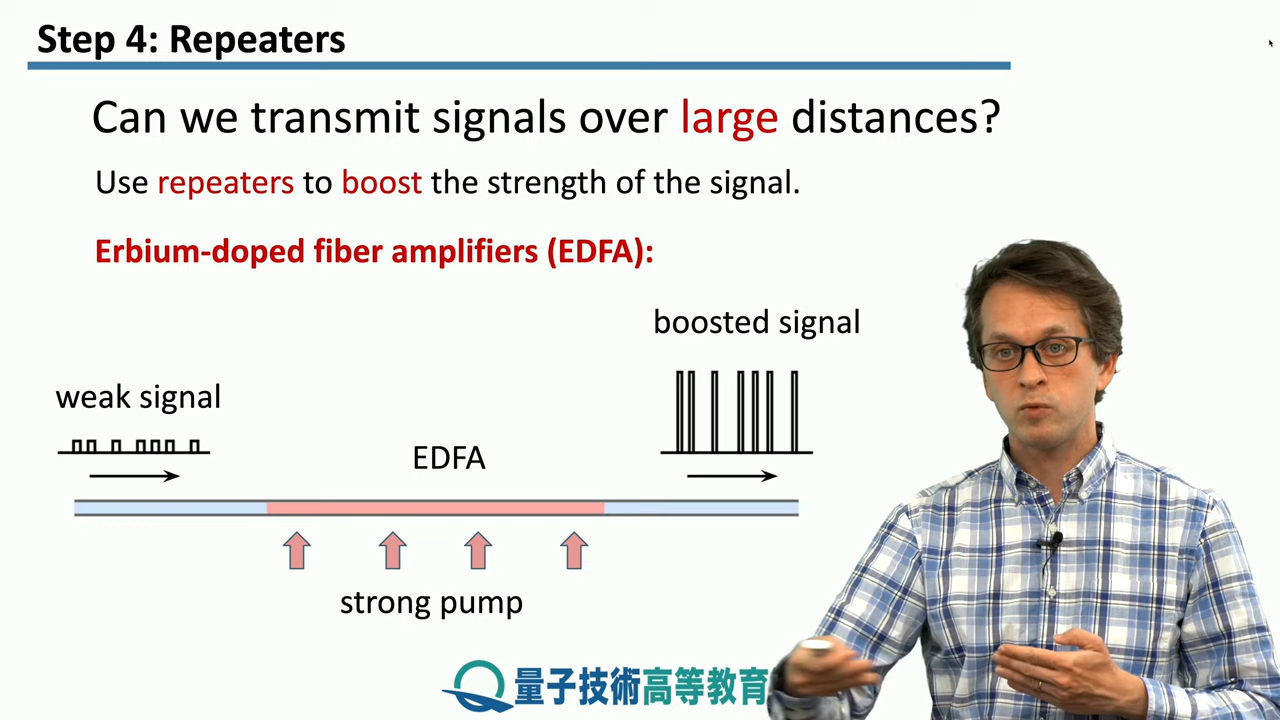 Step 4: Repeaters
Can we transmit signals over large distances?
Use repeaters to boost the strength of the signal.
Erbium-doped fiber amplifiers (EDFA):
boosted signal
weak signal
EDFA
strong pump
量子技術高等教育